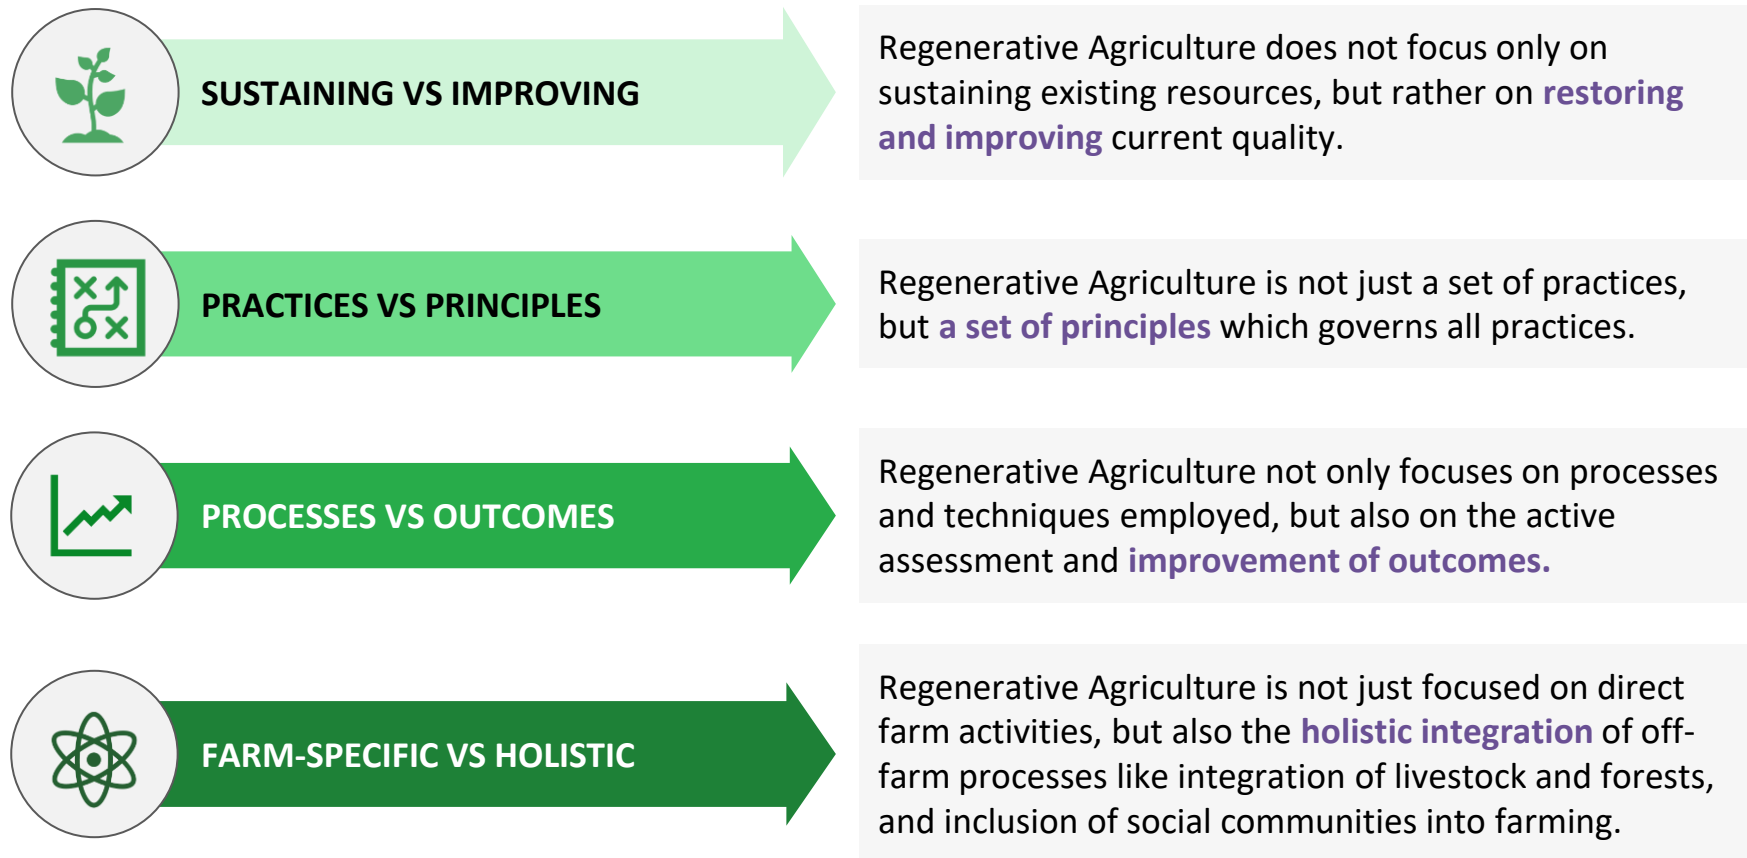 SUSTAINING VS IMPROVING
Regenerative Agriculture does not focus only on
sustaining existing resources, but rather on restoring
and improving current quality.
PRACTICES VS PRINCIPLES
Regenerative Agriculture is not just a set of practices,
but a set of principles which governs all practices.
PROCESSES VS OUTCOMES
Regenerative Agriculture not only focuses on processes
and techniques employed, but also on the active
assessment and improvement of outcomes.
FARM-SPECIFIC VS HOLISTIC
Regenerative Agriculture is not just focused on direct
farm activities, but also the holistic integration of off-
farm processes like integration of livestock and forests,
and inclusion of social communities into farming.